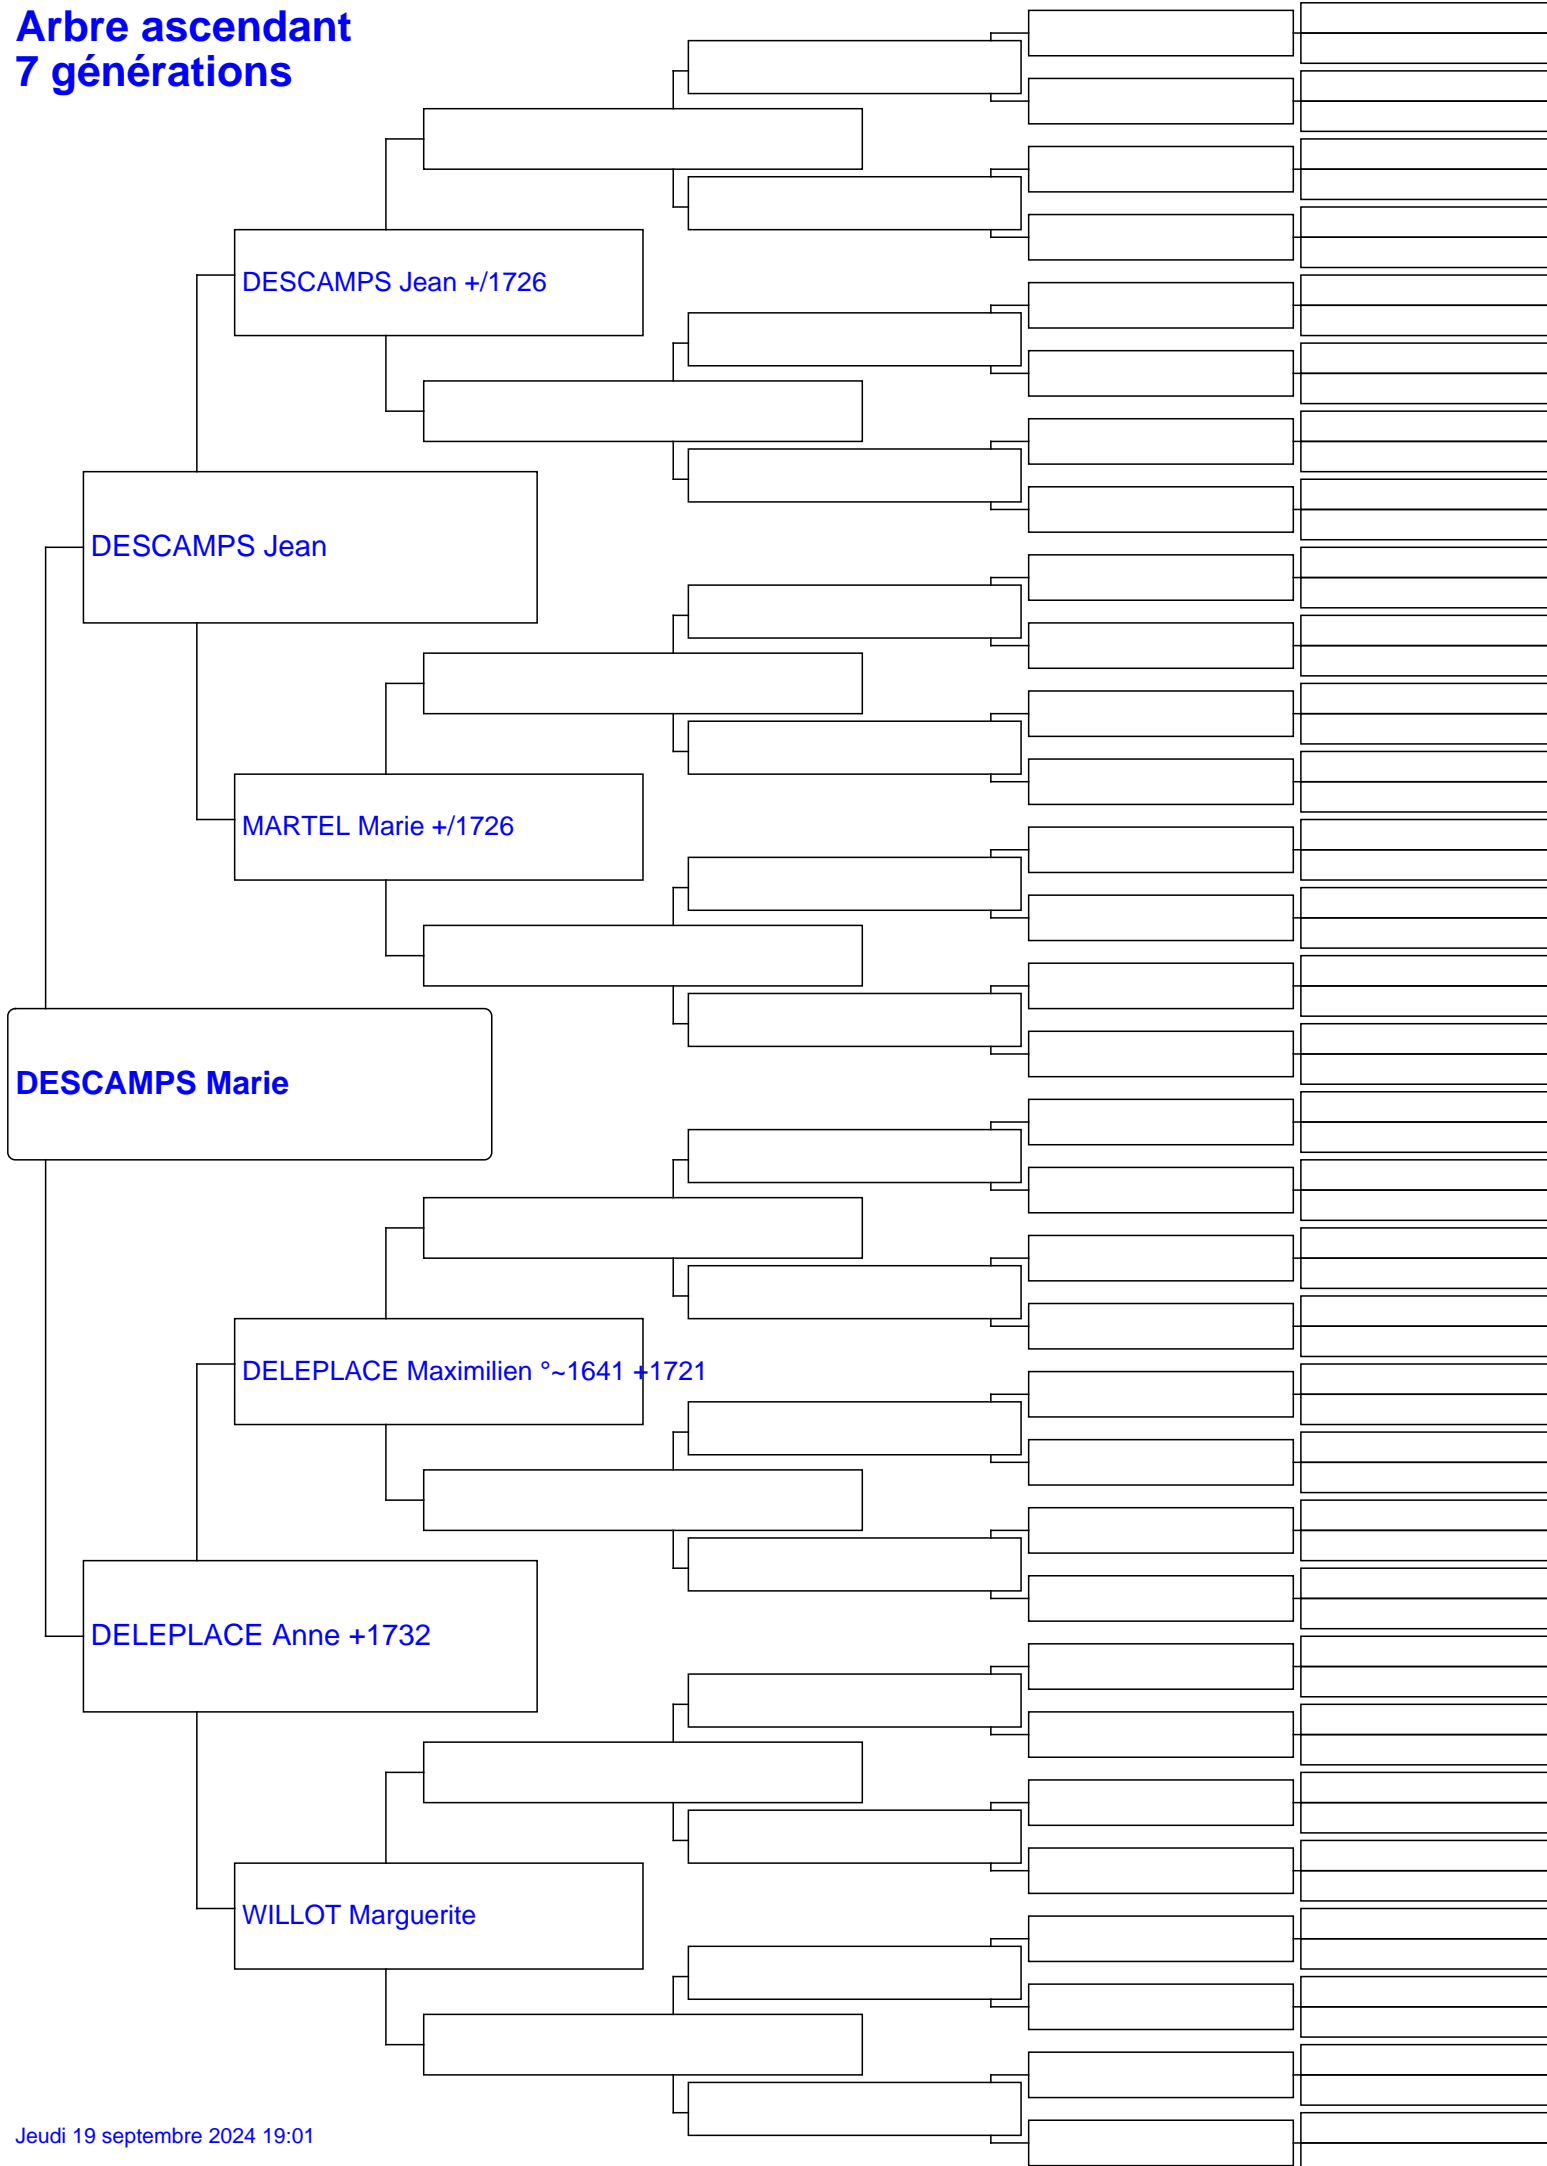 Arbre ascendant
7 générations
DESCAMPS Jean +/1726
DESCAMPS Jean
MARTEL Marie +/1726
DESCAMPS Marie
DELEPLACE Maximilien °~1641 +1721
DELEPLACE Anne +1732
WILLOT Marguerite
Jeudi 19 septembre 2024 19:01